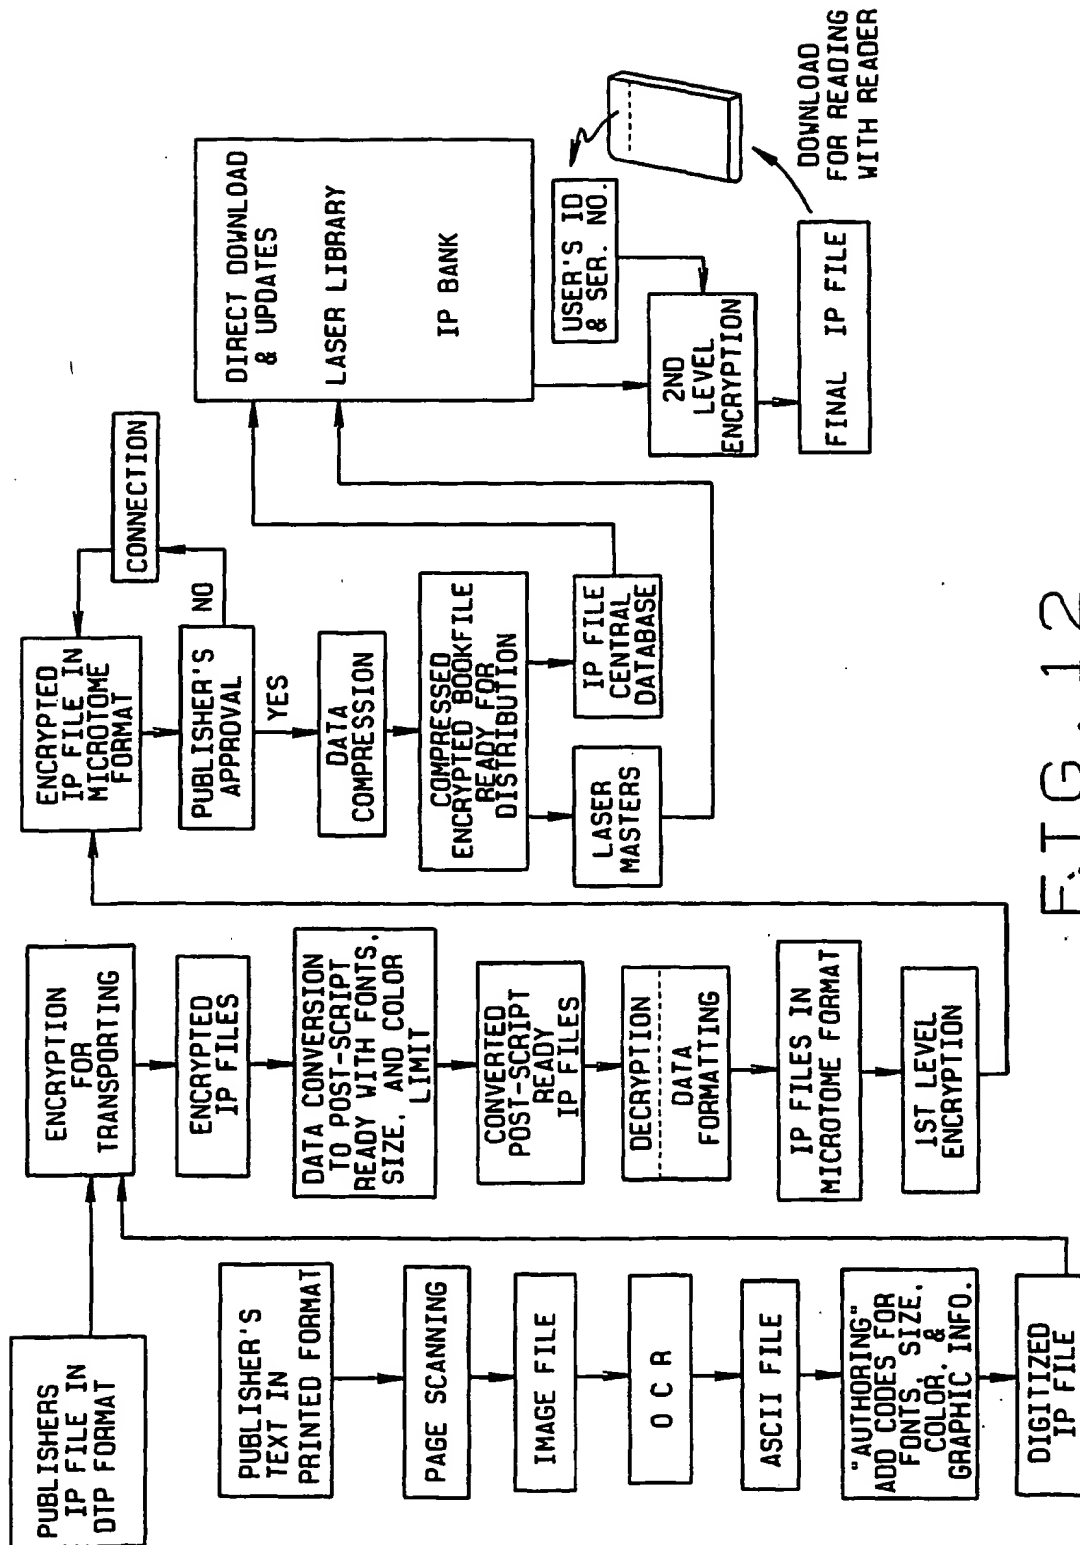 PUBLISHERS
IP FILE IN
DTP FORMAT
PUBLISHER'S
TEXT IN
PRINTED FORMAT
PAGE SCANNING
IMAGE FILE
O C R
ASCII FILE
"AUTHORING"
ADD CODES FOR
FONTS, SIZE,
COLOR, &
GRAPHIC INFO.
DIGITIZED
IP FILE
ENCRYPTION
FOR
TRANSPORTING
ENCRYPTED
IP FILES
DATA CONVERSION
TO POST-SCRIPT
READY WITH FONTS,
SIZE, AND COLOR
LIMIT
CONVERTED
POST-SCRIPT
READY
IP FILES
DECRYPTION
DATA
FORMATTING
IP FILES IN
MICROTOME FORMAT
1ST LEVEL
ENCRYPTION
ENCRYPTED
IP FILE IN
MICROTOME
FORMAT
CONNECTION
PUBLISHER'S
APPROVAL
NO
YES
DATA
COMPRESSION
COMPRESSED
ENCRYPTED BOOKFILE
READY FOR
DISTRIBUTION
LASER
MASTERS
IP FILE
CENTRAL
DATABASE
DIRECT DOWNLOAD
& UPDATES
LASER LIBRARY
IP BANK
USER'S ID
& SER. NO.
2ND
LEVEL
ENCRYPTION
FINAL IP FILE
DOWNLOAD
FOR READING
WITH READER
FIG. 12